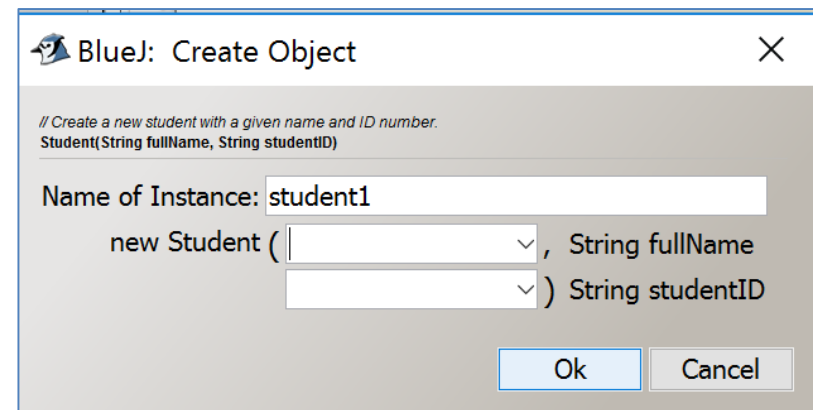 BlueJ: Create Object
// Create a new student with a given name and ID number.
Student(String fullName, String studentID)
Name of Instance: student1
new Student ( , String fullName
) String studentID
Ok Cancel